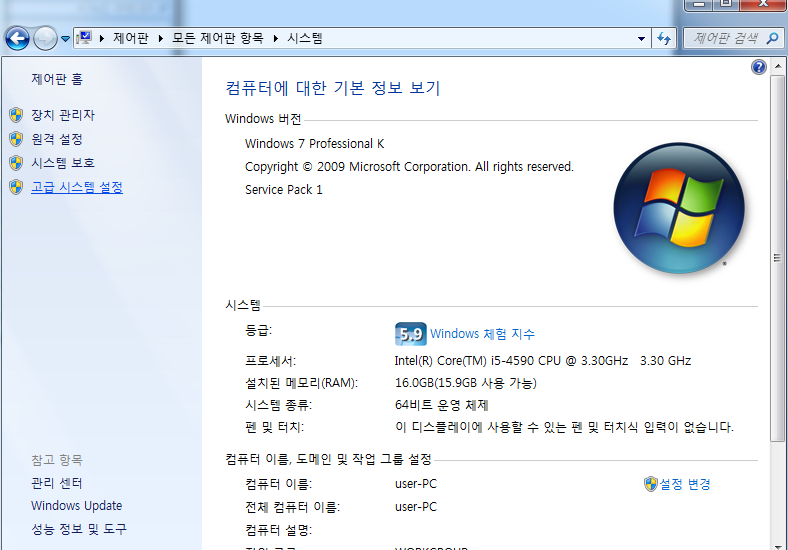 제어판 ▸ 모든 제어판 항목 ▸ 시스템
제어판 검색
제어판 홈
장치 관리자
원격 설정
시스템 보호
고급 시스템 설정
컴퓨터에 대한 기본 정보 보기
Windows 버전
Windows 7 Professional K
Copyright © 2009 Microsoft Corporation. All rights reserved.
Service Pack 1
시스템
등급: 5.9 Windows 체험 지수
프로세서: Intel(R) Core(TM) i5-4590 CPU @ 3.30GHz 3.30 GHz
설치된 메모리(RAM): 16.0GB(15.9GB 사용 가능)
시스템 종류: 64비트 운영 체제
펜 및 터치: 이 디스플레이에 사용할 수 있는 펜 및 터치식 입력이 없습니다.
컴퓨터 이름, 도메인 및 작업 그룹 설정
컴퓨터 이름: user-PC 설정 변경
전체 컴퓨터 이름: user-PC
컴퓨터 설명:
참고 항목
관리 센터
Windows Update
성능 정보 및 도구